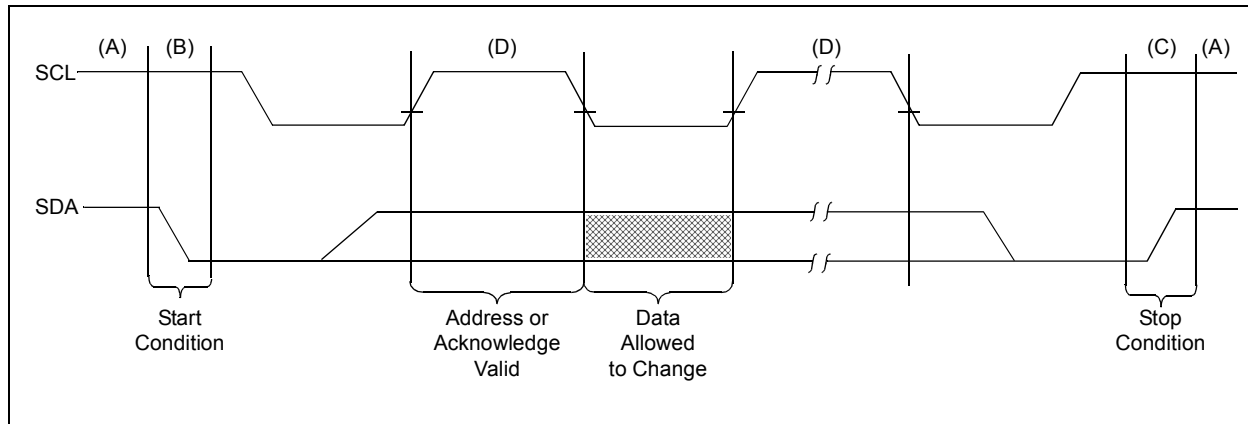 (A) (B) (D) (D) (C) (A)
SCL
SDA
Start
Condition
Address or
Acknowledge
Valid
Data
Allowed
to Change
Stop
Condition